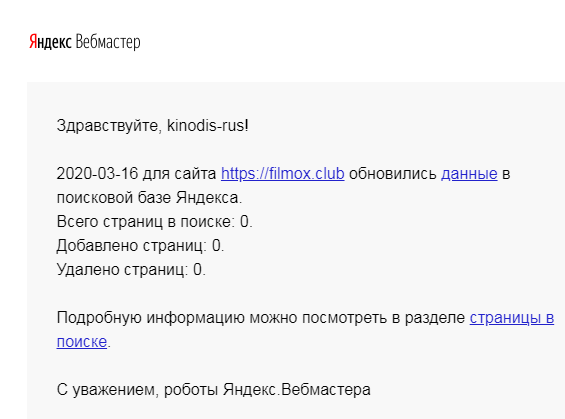 Яндекс Вебмастер
Здравствуйте, kinodis-rus!
2020-03-16 для сайта https://filmox.club обновились данные в
поисковой базе Яндекса.
Всего страниц в поиске: 0.
Добавлено страниц: 0.
Удалено страниц: 0.
Подробную информацию можно посмотреть в разделе страницы в
поиске.
С уважением, роботы Яндекс.Вебмастера